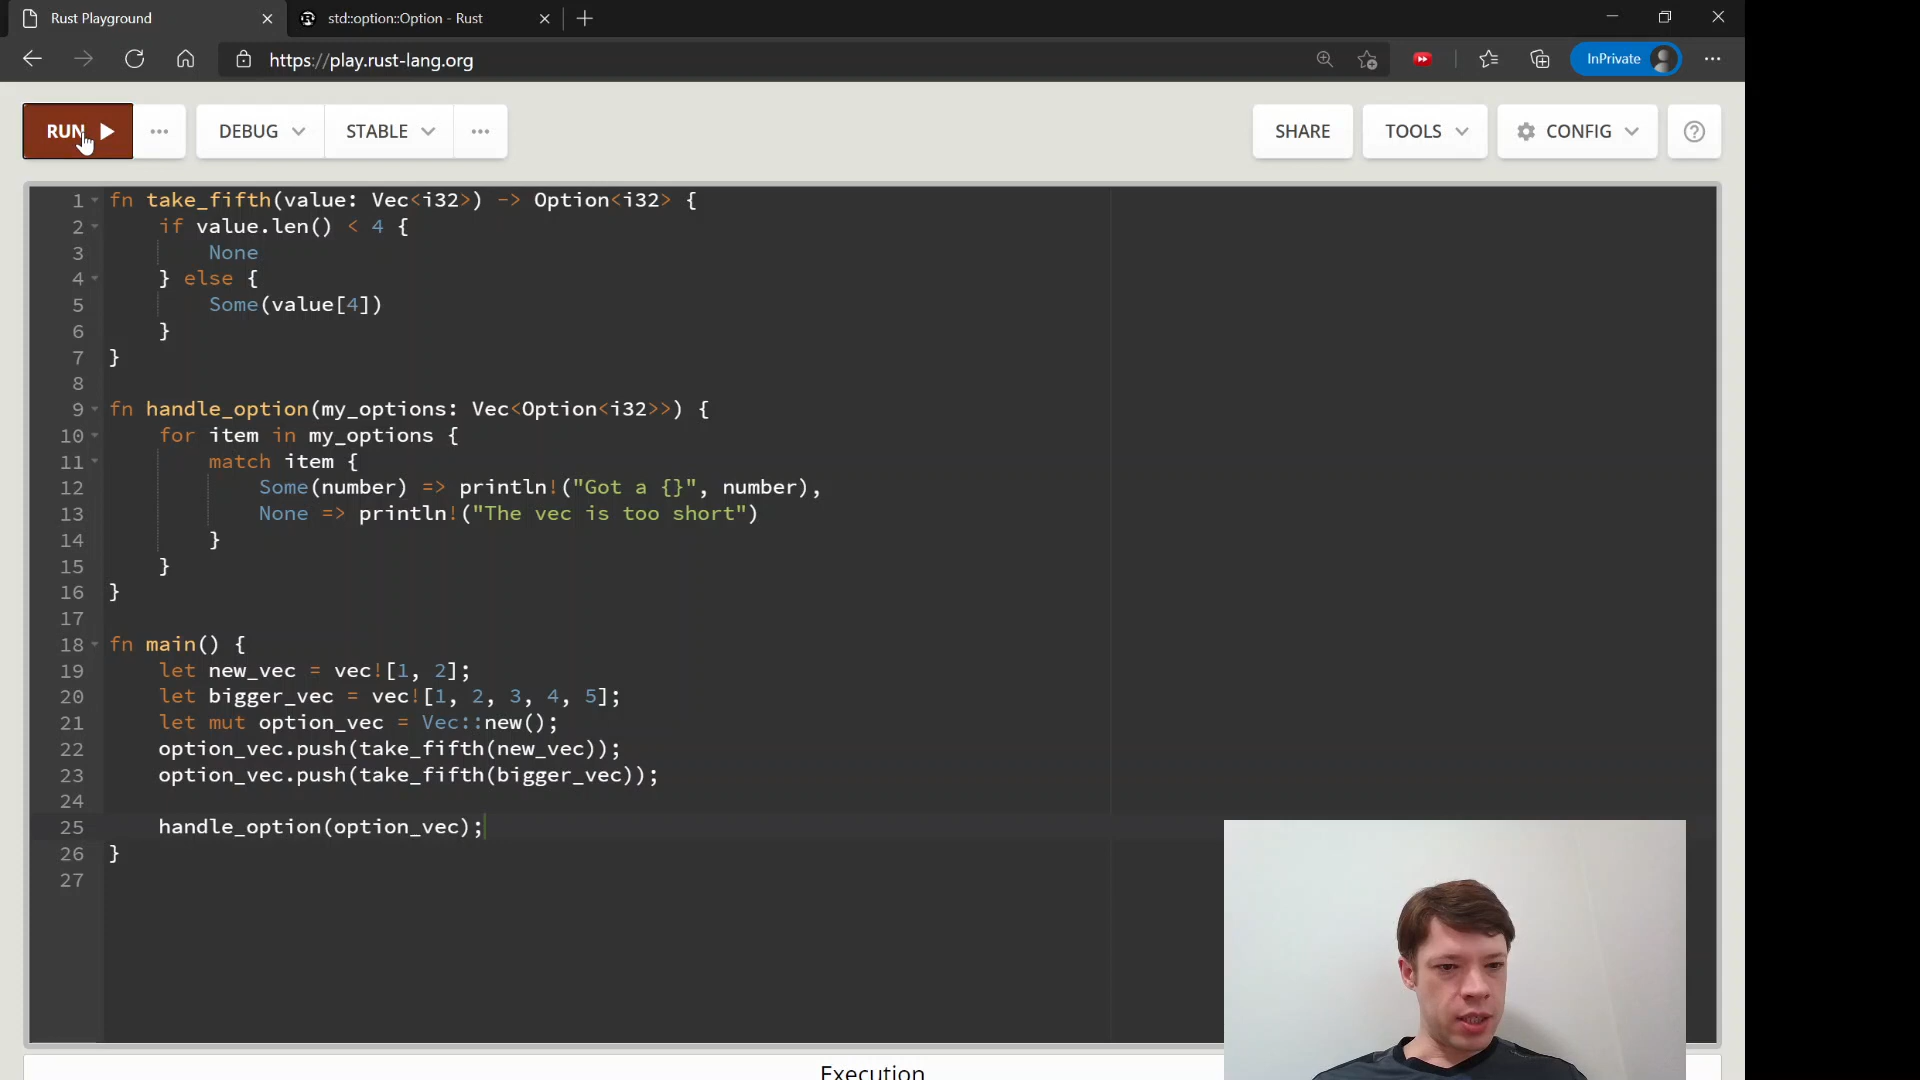 Rust Playground
std::option::Option - Rust
https://play.rust-lang.org
InPrivate
RUN
DEBUG
STABLE
SHARE
TOOLS
CONFIG
1 fn take_fifth(value: Vec<i32>) -> Option<i32> {
2 if value.len() < 4 {
3 None
4 } else {
5 Some(value[4])
6 }
7 }
8
9 fn handle_option(my_options: Vec<Option<i32>>) {
10 for item in my_options {
11 match item {
12 Some(number) => println!("Got a {}", number),
13 None => println!("The vec is too short")
14 }
15 }
16 }
17
18 fn main() {
19 let new_vec = vec![1, 2];
20 let bigger_vec = vec![1, 2, 3, 4, 5];
21 let mut option_vec = Vec::new();
22 option_vec.push(take_fifth(new_vec));
23 option_vec.push(take_fifth(bigger_vec));
24
25 handle_option(option_vec);
26 }
27
Execution